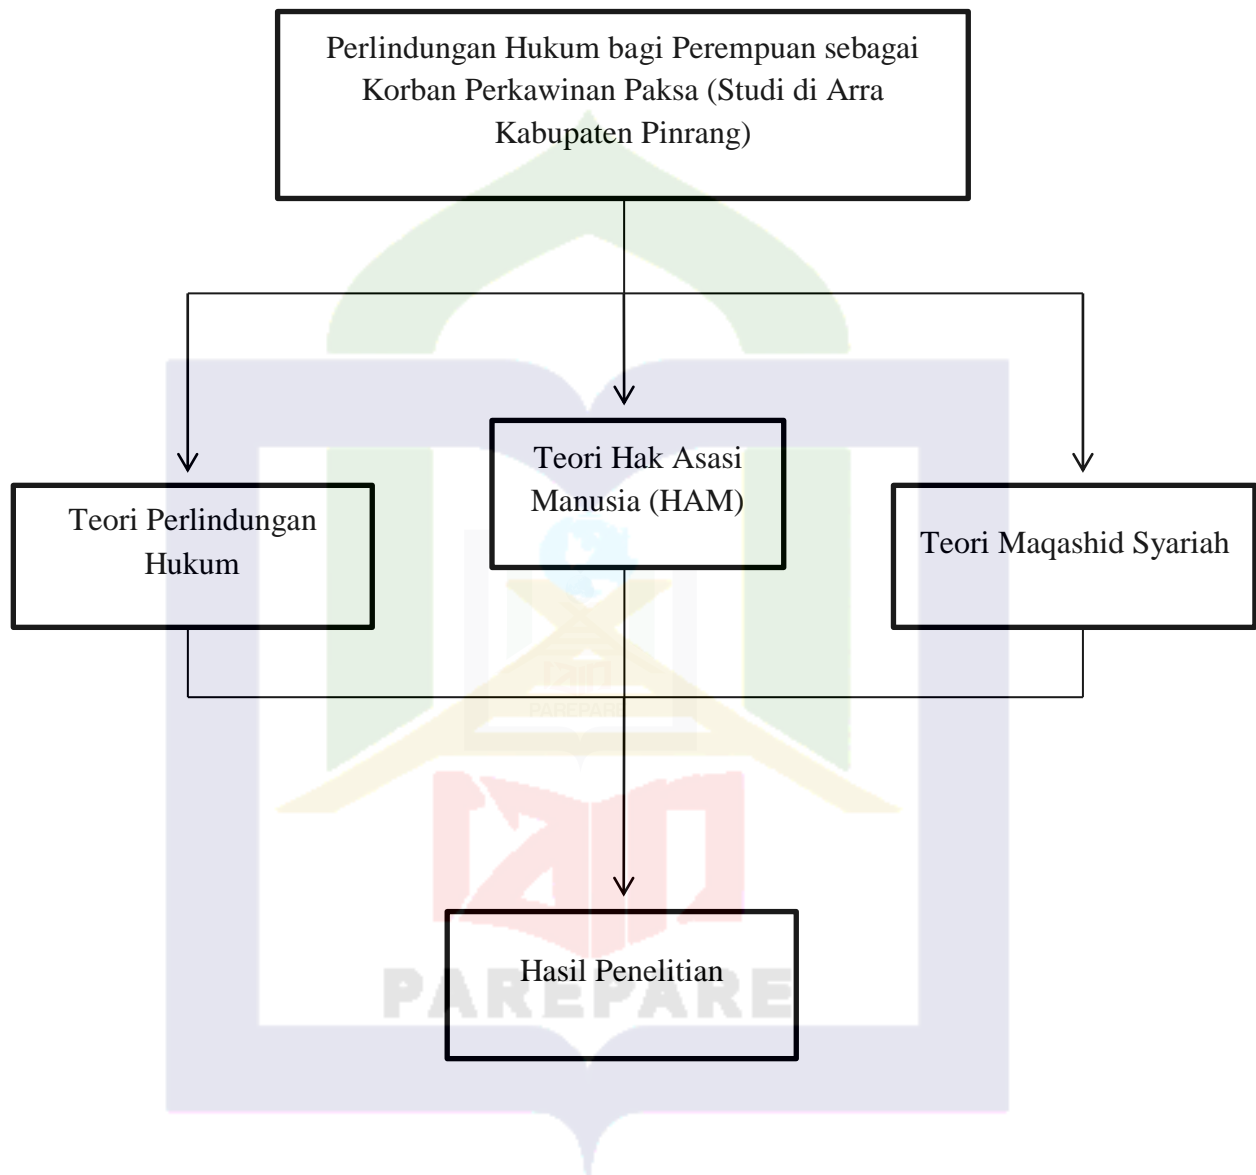 Perlindungan Hukum bagi Perempuan sebagai
Korban Perkawinan Paksa (Studi di Arra
Kabupaten Pinrang)
Teori Hak Asasi
Manusia (HAM)
Teori Perlindungan
Hukum
Teori Maqashid Syariah
PAREPARE
Hasil Penelitian
PAREPARE